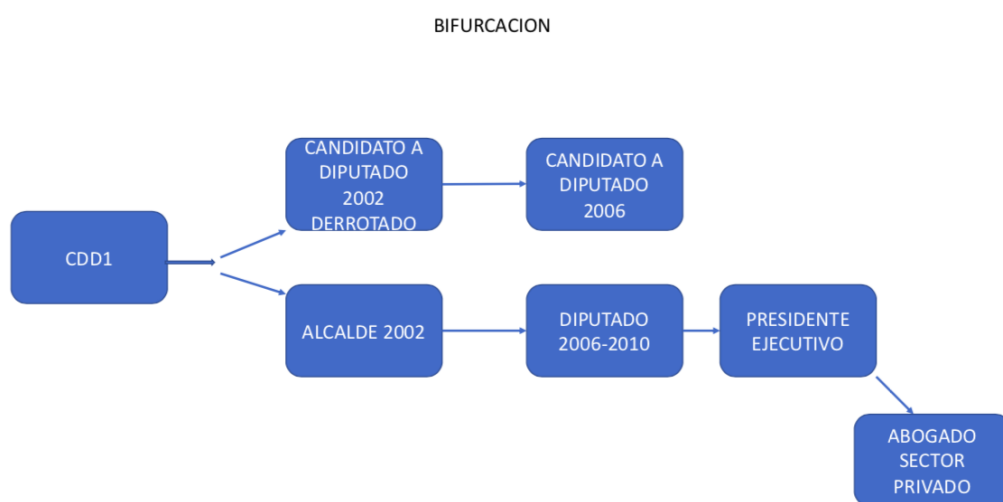 BIFURCACION
CDD1
CANDIDATO A
DIPUTADO
2002
DERROTADO
CANDIDATO A
DIPUTADO
2006
ALCALDE 2002
DIPUTADO
2006-2010
PRESIDENTE
EJECUTIVO
ABOGADO
SECTOR
PRIVADO